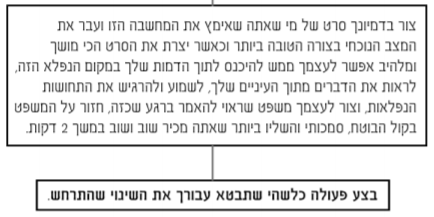 צור בדמיונך סרט של מי שאתה שאימץ את המחשבה הזו ועבר את
המצב הנוכחי בצורה הטובה ביותר וכאשר יצרת את הסרט הכי מושך
ומלהיב אפשר לעצמך ממש להיכנס לתוך הדמות שלך במקום הנפלא הזה,
לראות את הדברים מתוך העיניים שלך, לשמוע ולהרגיש את התחושות
הנפלאות, וצור לעצמך משפט שראוי להאמר ברגע שכזה, חזור על המשפט
בקול הבוטח, סמכותי והשליו ביותר שאתה מכיר שוב ושוב במשך 2 דקות.
בצע פעולה כלשהי שתבטא עבורך את השינוי שהתרחש.